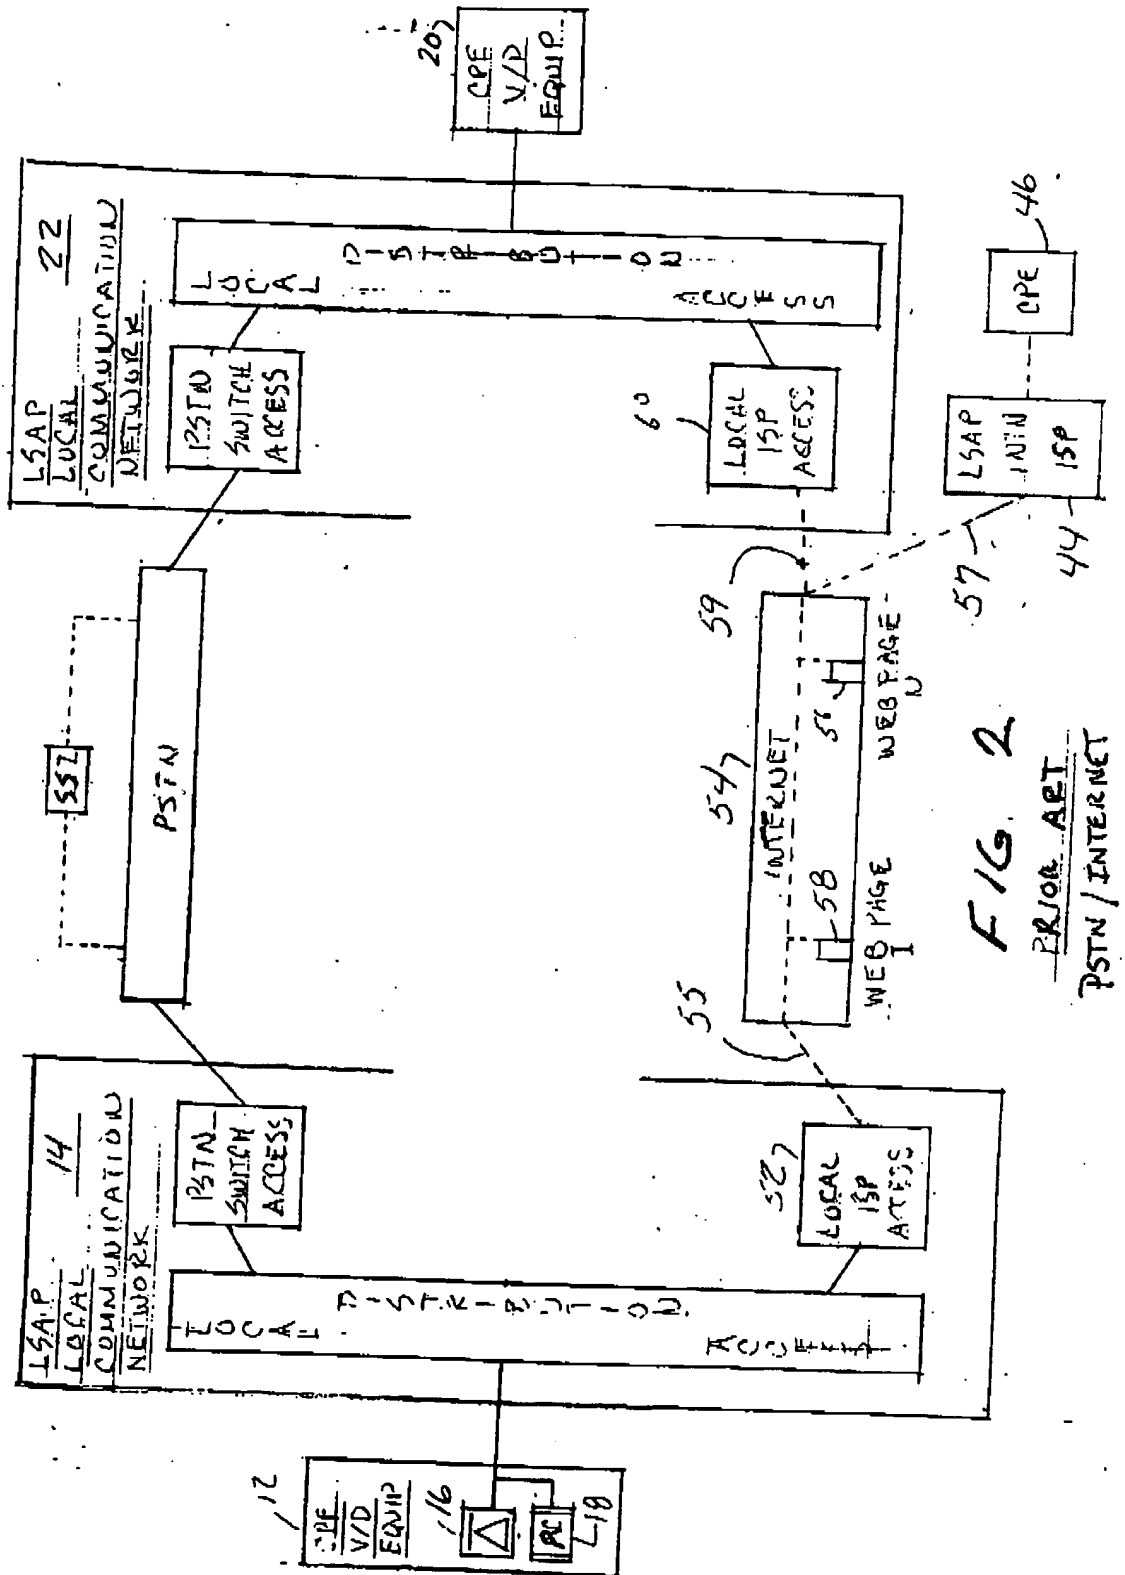 12
CPE
V/D
EQUIP
16
PC
18
LSAP 14
LOCAL
COMMUNICATION
NETWORK
LOCAL
DISTRIBUTION
ACCESS
PSTN
SWITCH
ACCESS
52
LOCAL
ISP
ACCESS
SS7
PSTN
55
54
INTERNET
58
56
WEB PAGE
I
WEB PAGE
N
59
57
LSAP 22
LOCAL
COMMUNICATION
NETWORK
PSTN
SWITCH
ACCESS
LOCAL
DISTRIBUTION
ACCESS
60
LOCAL
ISP
ACCESS
20
CPE
V/D
EQUIP
LSAP
ININ
ISP
44
CPE
46
FIG. 2
PRIOR ART
PSTN / INTERNET